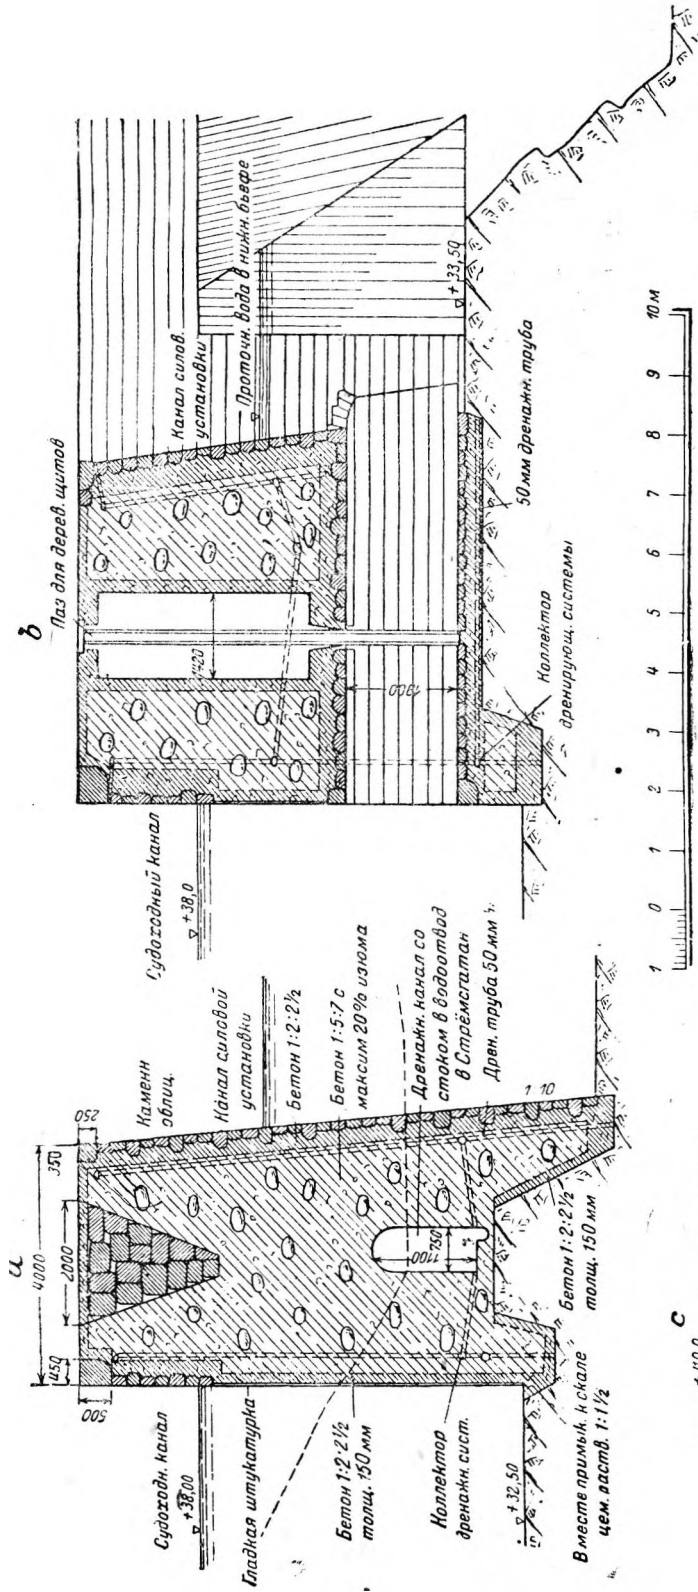 a
4000
250
350
2000
450
500
Каменн
облиц.
Канал силовой
установки
Бетон 1:2:2½
Бетон 1:5:7 с
максим 20% изюма
Дренажн. канал со
стоком в водоотвод
в Стрёмсгатан
Дрен. труба 50 мм
1:10
1100
750
Судоходн. канал
+38,00
Гладкая штукатурка
Бетон 1:2:2½
толщ. 150 мм
Коллектор
дренажн. сист.
+32,50
В месте примык. к скале
цем. раств. 1:1½
Бетон 1:2:2½
толщ. 150 мм
в
Паз для дерев. щитов
Канал силов.
установки
Проточн. вода в нижн. бьефе
Судоходный канал
+38,0
1420
1900
+33,50
50 мм дренажн. труба
Коллектор
дренирующ. системы
1 0 1 2 3 4 5 6 7 8 9 10 м
с